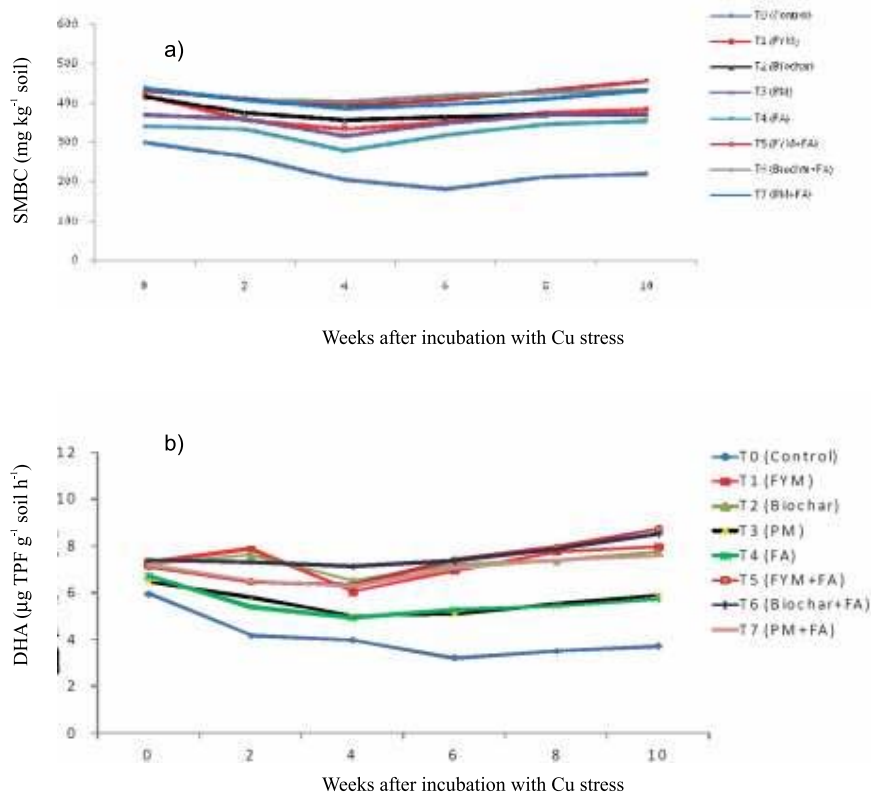 600
a)
500
400
300
200
100
0
SMBC (mg kg-1 soil)
0 2 4 6 8 10
Weeks after incubation with Cu stress
T0 (Control)
T1 (FYM)
T2 (Biochar)
T3 (PM)
T4 (FA)
T5 (FYM+FA)
T6 (Biochar+FA)
T7 (PM+FA)
12
b)
10
8
6
4
2
0
DHA (µg TPF g-1 soil h-1)
0 2 4 6 8 10
Weeks after incubation with Cu stress
T0 (Control)
T1 (FYM)
T2 (Biochar)
T3 (PM)
T4 (FA)
T5 (FYM+FA)
T6 (Biochar+FA)
T7 (PM+FA)